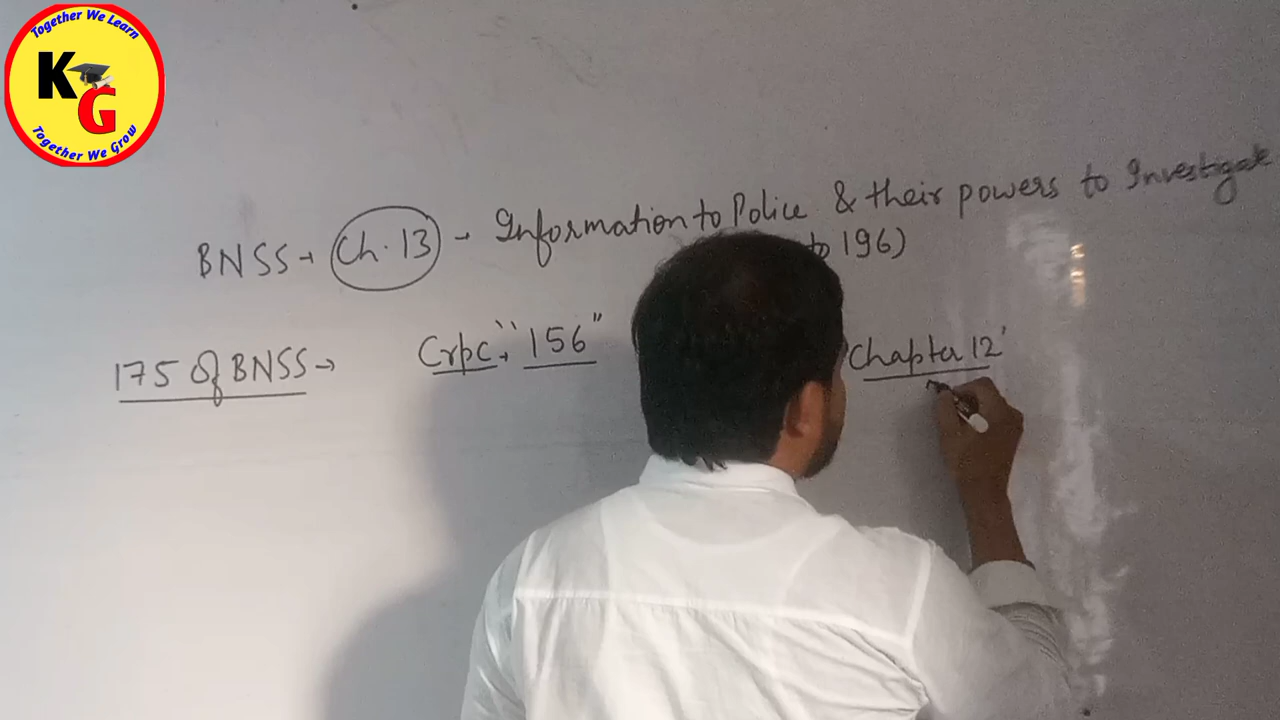 Together We Learn
KG
Together We Grow
BNSS → Ch. 13 - Information to Police & their powers to Investigate
to 196)
175 Of BNSS →
Crpc, "156"
Chapter 12'